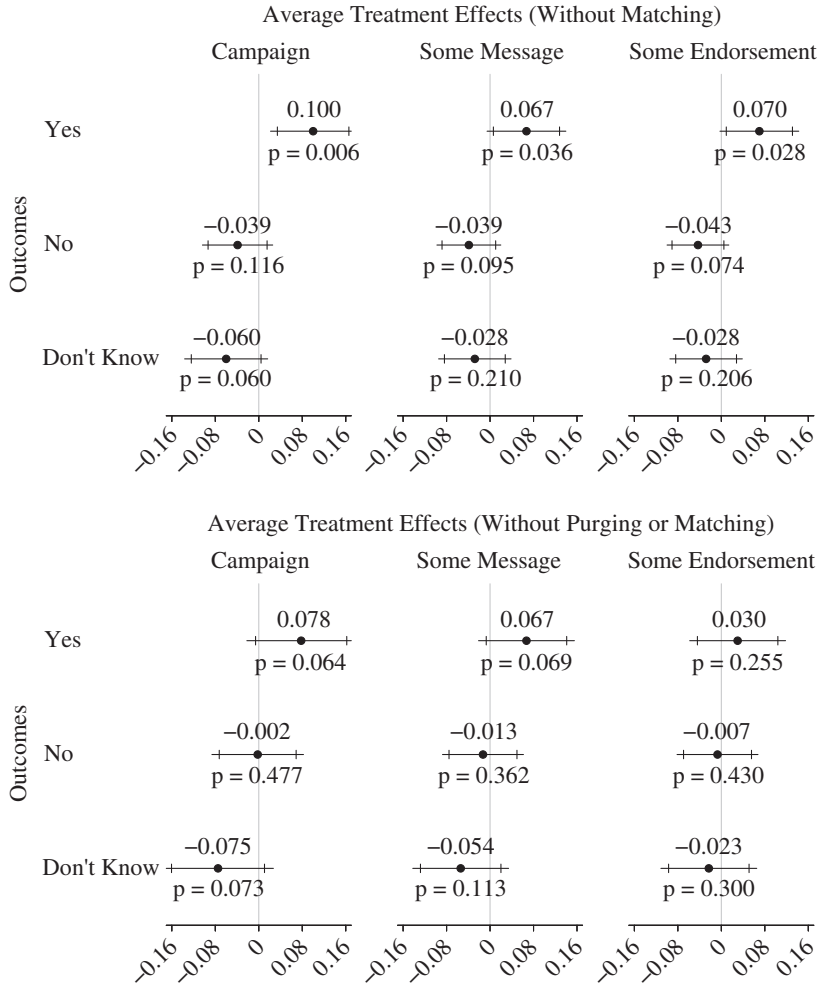 Average Treatment Effects (Without Matching)
Campaign Some Message Some Endorsement
0.100 0.067 0.070
Yes
p = 0.006 p = 0.036 p = 0.028
−0.039 −0.039 −0.043
No
p = 0.116 p = 0.095 p = 0.074
Outcomes
−0.060 −0.028 −0.028
Don't Know
p = 0.060 p = 0.210 p = 0.206
−0.16 −0.08 0 0.08 0.16 −0.16 −0.08 0 0.08 0.16 −0.16 −0.08 0 0.08 0.16
Average Treatment Effects (Without Purging or Matching)
Campaign Some Message Some Endorsement
0.078 0.067 0.030
Yes
p = 0.064 p = 0.069 p = 0.255
−0.002 −0.013 −0.007
No
p = 0.477 p = 0.362 p = 0.430
Outcomes
−0.075 −0.054 −0.023
Don't Know
p = 0.073 p = 0.113 p = 0.300
−0.16 −0.08 0 0.08 0.16 −0.16 −0.08 0 0.08 0.16 −0.16 −0.08 0 0.08 0.16